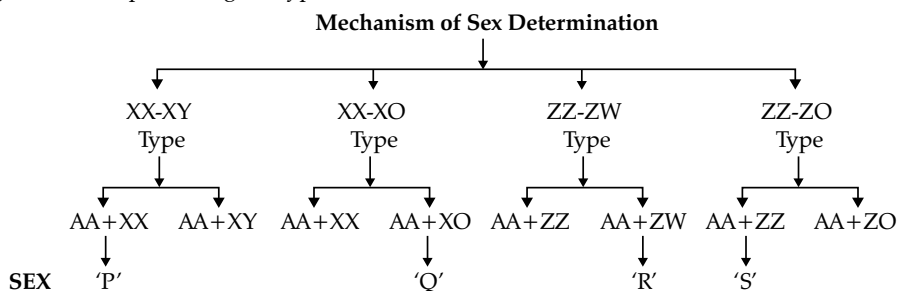 Mechanism of Sex Determination
XX-XY XX-XO ZZ-ZW ZZ-ZO
Type Type Type Type
AA+XX AA+XY AA+XX AA+XO AA+ZZ AA+ZW AA+ZZ AA+ZO
SEX 'P' 'Q' 'R' 'S'